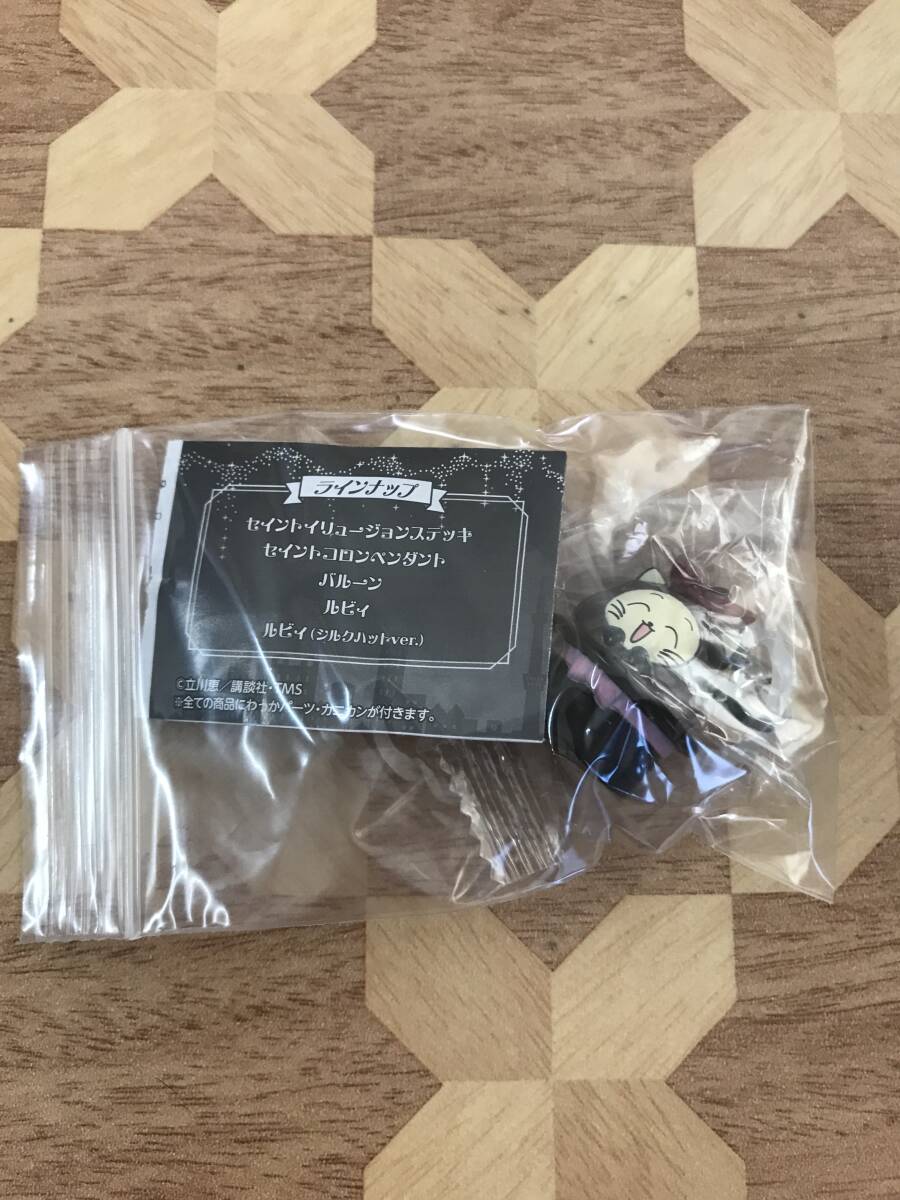 ラインナップ
セイントイリュージョンステッキ
セイントコロンペンダント
バルーン
ルビィ
ルビィ(シルクハットver.)
©立川恵/講談社・TMS
※全ての商品にわっかパーツ・カニカンが付きます。